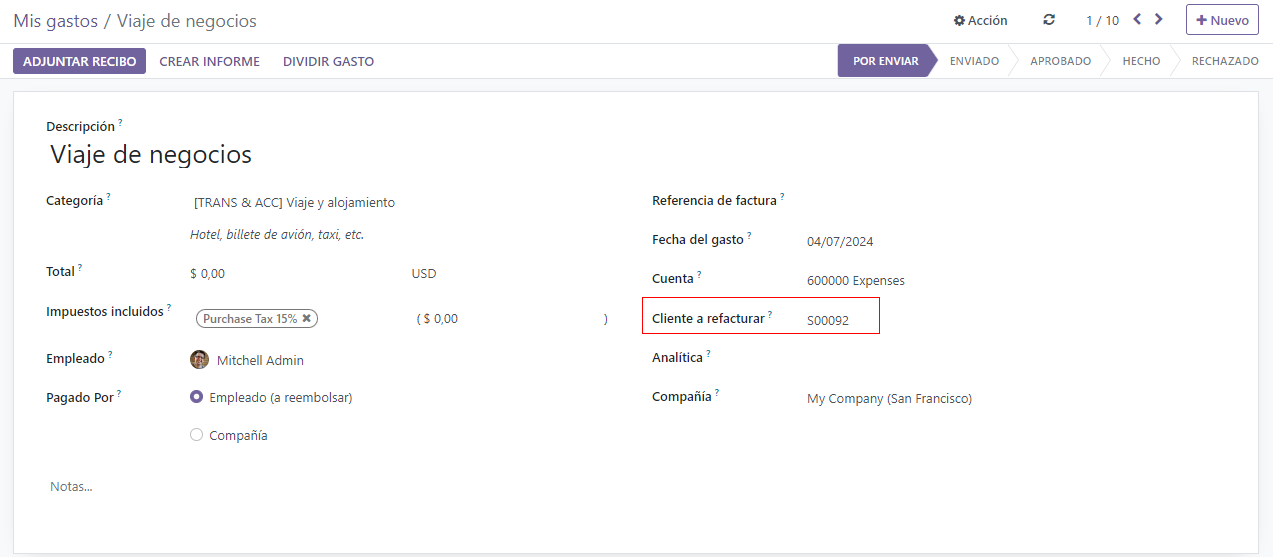 Mis gastos / Viaje de negocios
Acción
1 / 10
Nuevo
ADJUNTAR RECIBO
CREAR INFORME
DIVIDIR GASTO
POR ENVIAR
ENVIADO
APROBADO
HECHO
RECHAZADO
Descripción ?
Viaje de negocios
Categoría ?
[TRANS & ACC] Viaje y alojamiento
Hotel, billete de avión, taxi, etc.
Total ?
$ 0,00
USD
Impuestos incluidos ?
Purchase Tax 15%
( $ 0,00 )
Empleado ?
Mitchell Admin
Pagado Por ?
Empleado (a reembolsar)
Compañía
Notas...
Referencia de factura ?
Fecha del gasto ?
04/07/2024
Cuenta ?
600000 Expenses
Cliente a refacturar ?
S00092
Analítica ?
Compañía ?
My Company (San Francisco)